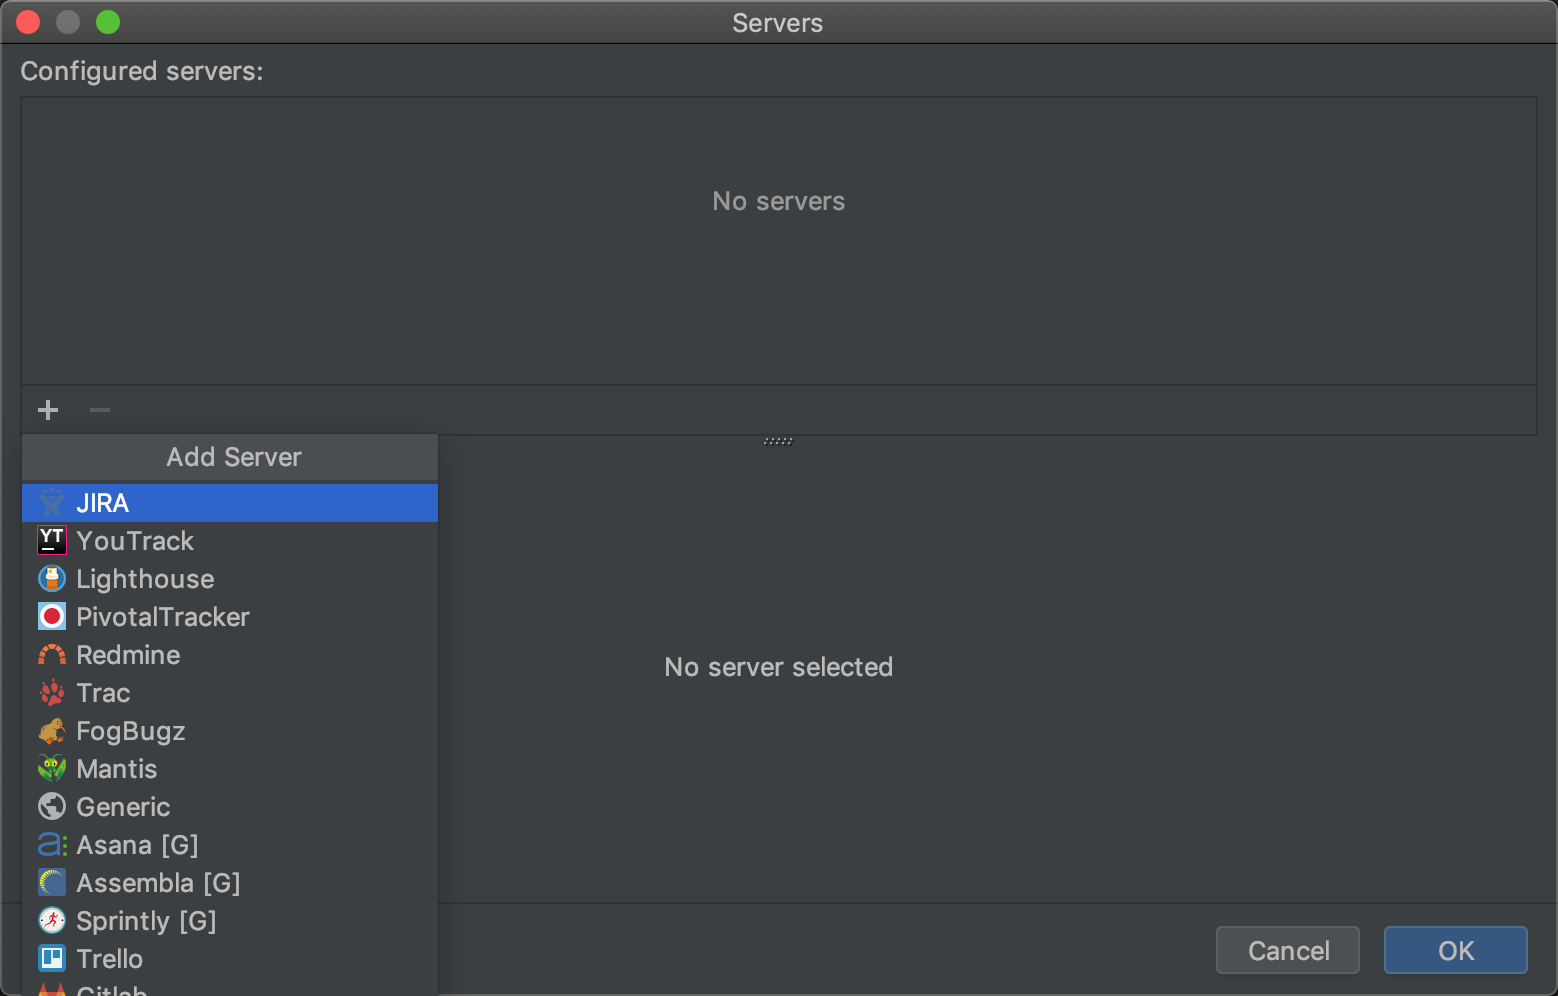 Servers
Configured servers:
No servers
Add Server
JIRA
YT YouTrack
Lighthouse
PivotalTracker
Redmine
Trac
FogBugz
Mantis
Generic
Asana [G]
Assembla [G]
Sprintly [G]
Trello
Gitlab
No server selected
Cancel
OK